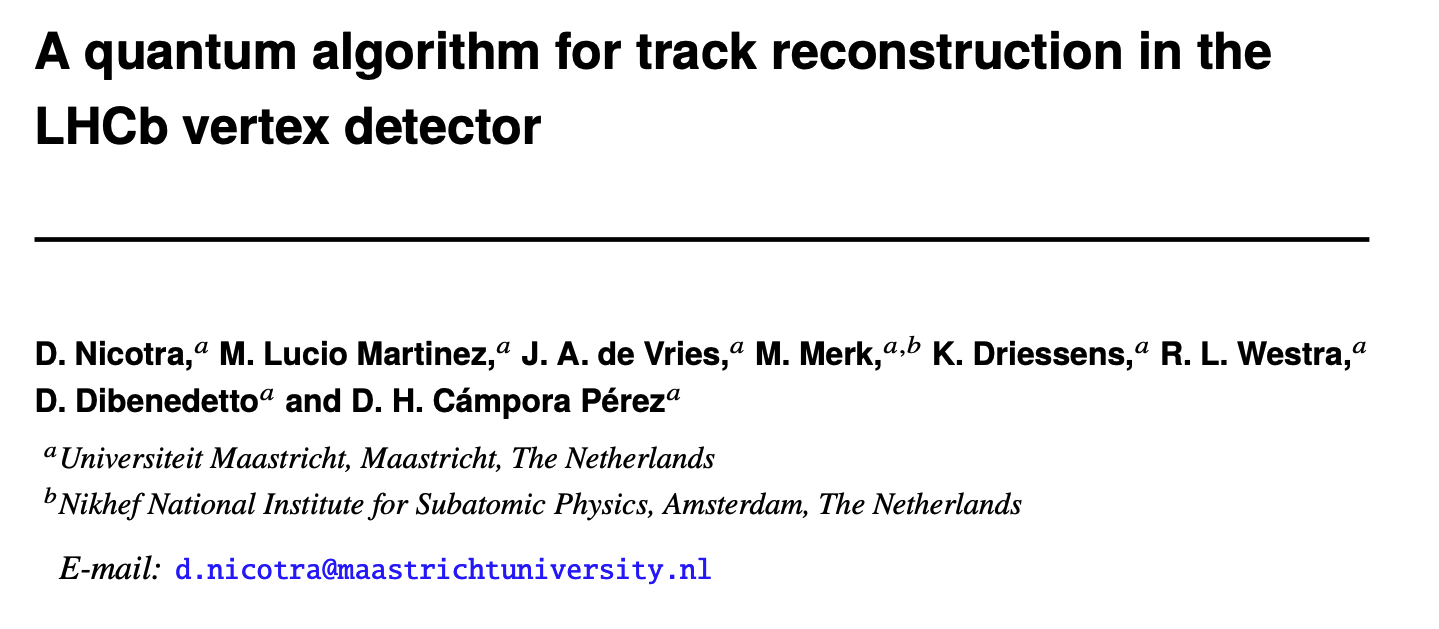 A quantum algorithm for track reconstruction in the
LHCb vertex detector
D. Nicotra,ᵃ M. Lucio Martinez,ᵃ J. A. de Vries,ᵃ M. Merk,ᵃ,ᵇ K. Driessens,ᵃ R. L. Westra,ᵃ
D. Dibenedettoᵃ and D. H. Cámpora Pérezᵃ
ᵃUniversiteit Maastricht, Maastricht, The Netherlands
ᵇNikhef National Institute for Subatomic Physics, Amsterdam, The Netherlands
E-mail: d.nicotra@maastrichtuniversity.nl